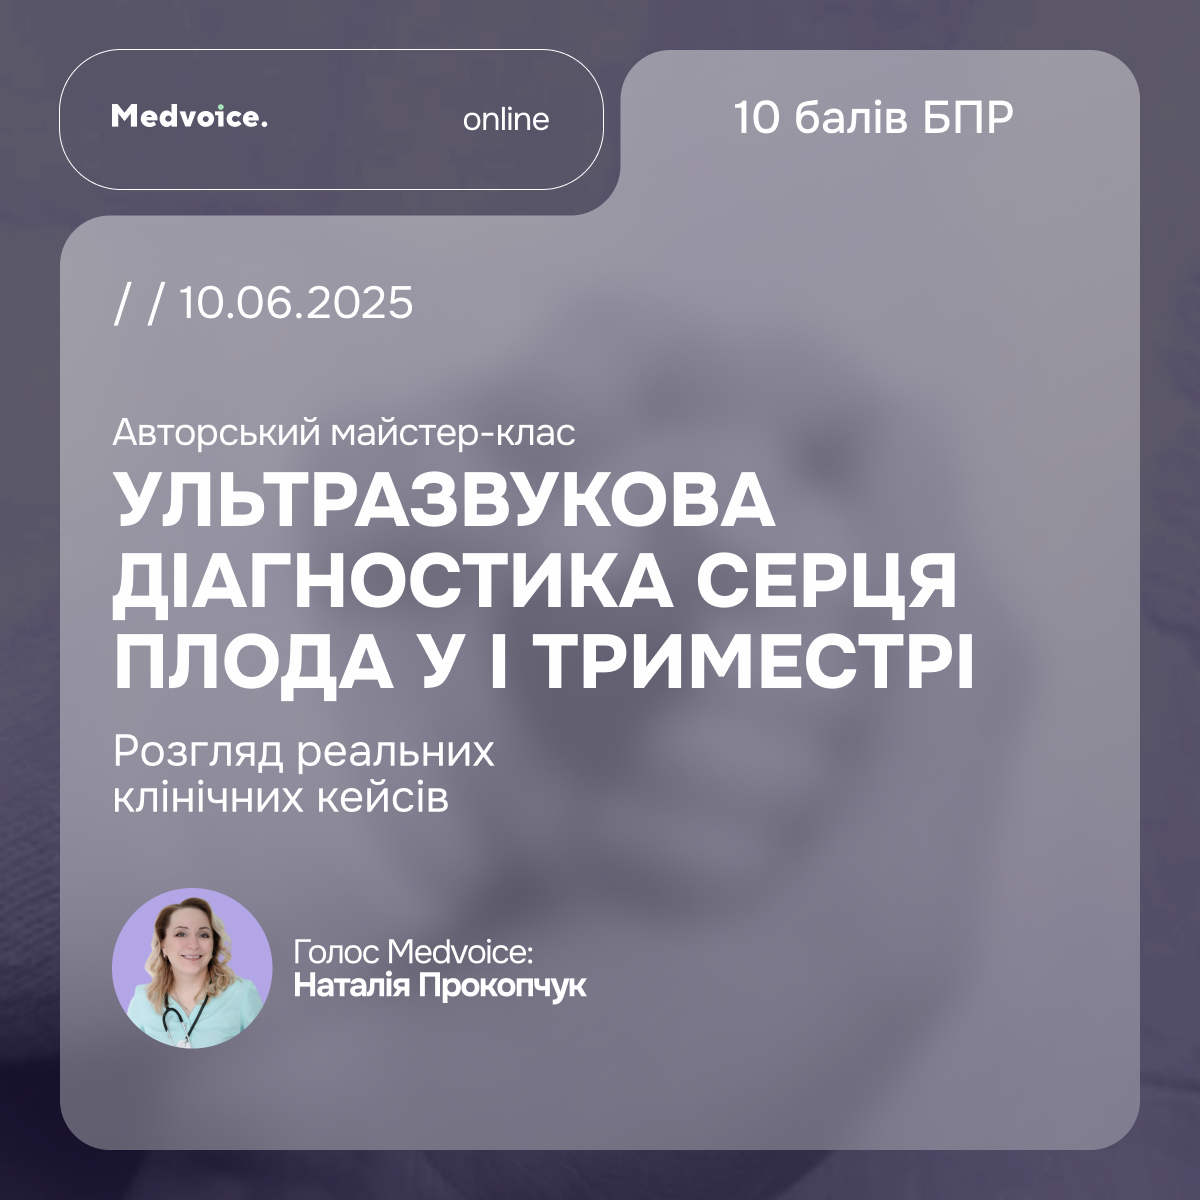 Medvoice.
online
10 балів БПР
/ / 10.06.2025
Авторський майстер-клас
УЛЬТРАЗВУКОВА
ДІАГНОСТИКА СЕРЦЯ
ПЛОДА У І ТРИМЕСТРІ
Розгляд реальних
клінічних кейсів
Голос Medvoice:
Наталія Прокопчук